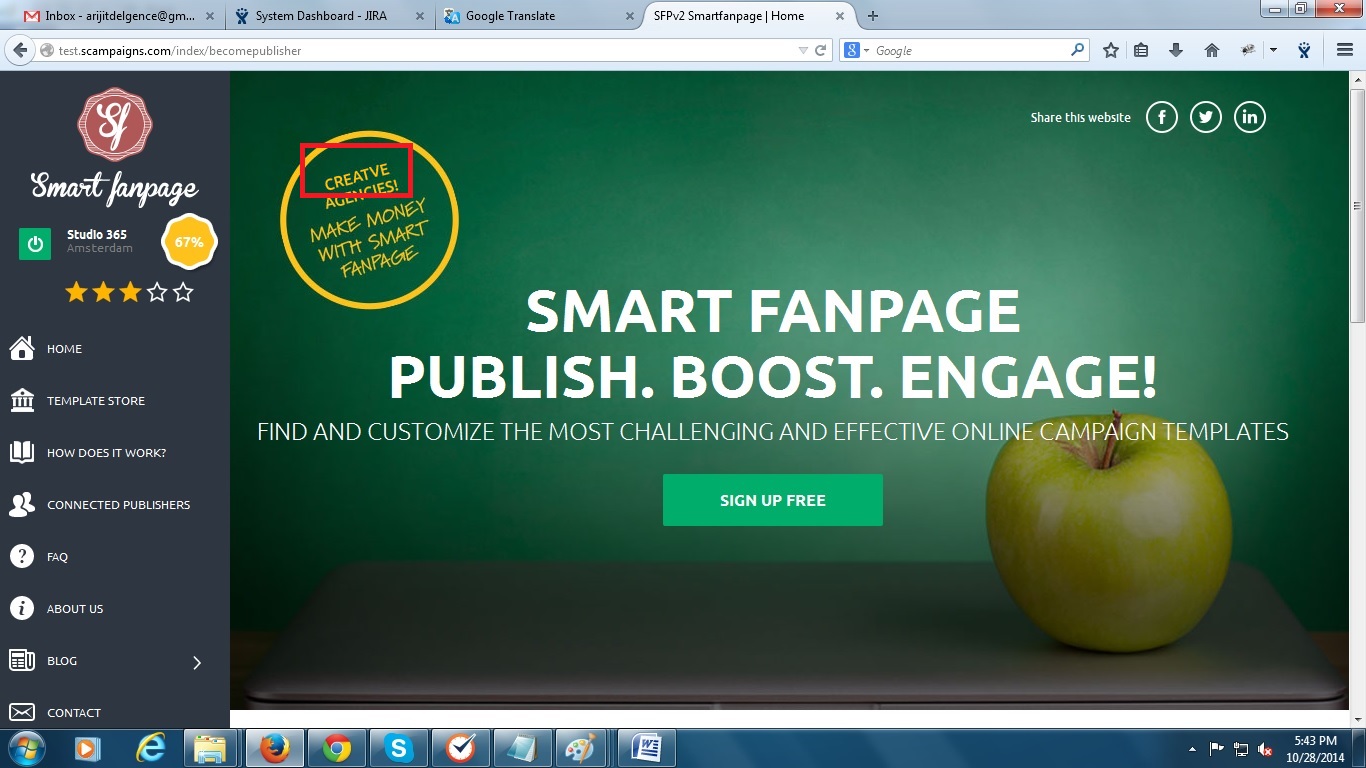 Inbox - arijitdelgence@gm...
System Dashboard - JIRA
Google Translate
SFPv2 Smartfanpage | Home
test.scampaigns.com/index/becomepublisher
Google
Sf
Smart fanpage
Studio 365
Amsterdam
67%
HOME
TEMPLATE STORE
HOW DOES IT WORK?
CONNECTED PUBLISHERS
FAQ
ABOUT US
BLOG
CONTACT
Share this website
CREATVE
AGENCIES!
MAKE MONEY
WITH SMART
FANPAGE
SMART FANPAGE
PUBLISH. BOOST. ENGAGE!
FIND AND CUSTOMIZE THE MOST CHALLENGING AND EFFECTIVE ONLINE CAMPAIGN TEMPLATES
SIGN UP FREE
5:43 PM
10/28/2014